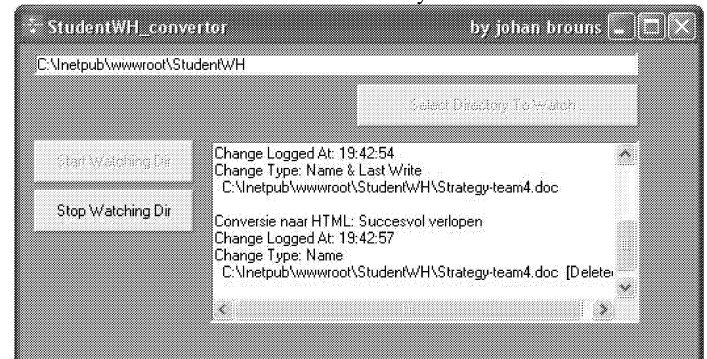 StudentWH_convertor by johan brouns
C:\Inetpub\wwwroot\StudentWH
Select Directory To Watch...
Start Watching Dir
Stop Watching Dir
Change Logged At: 19:42:54
Change Type: Name & Last Write
C:\Inetpub\wwwroot\StudentWH\Strategy-team4.doc
Conversie naar HTML: Succesvol verlopen
Change Logged At: 19:42:57
Change Type: Name
C:\Inetpub\wwwroot\StudentWH\Strategy-team4.doc [Delete